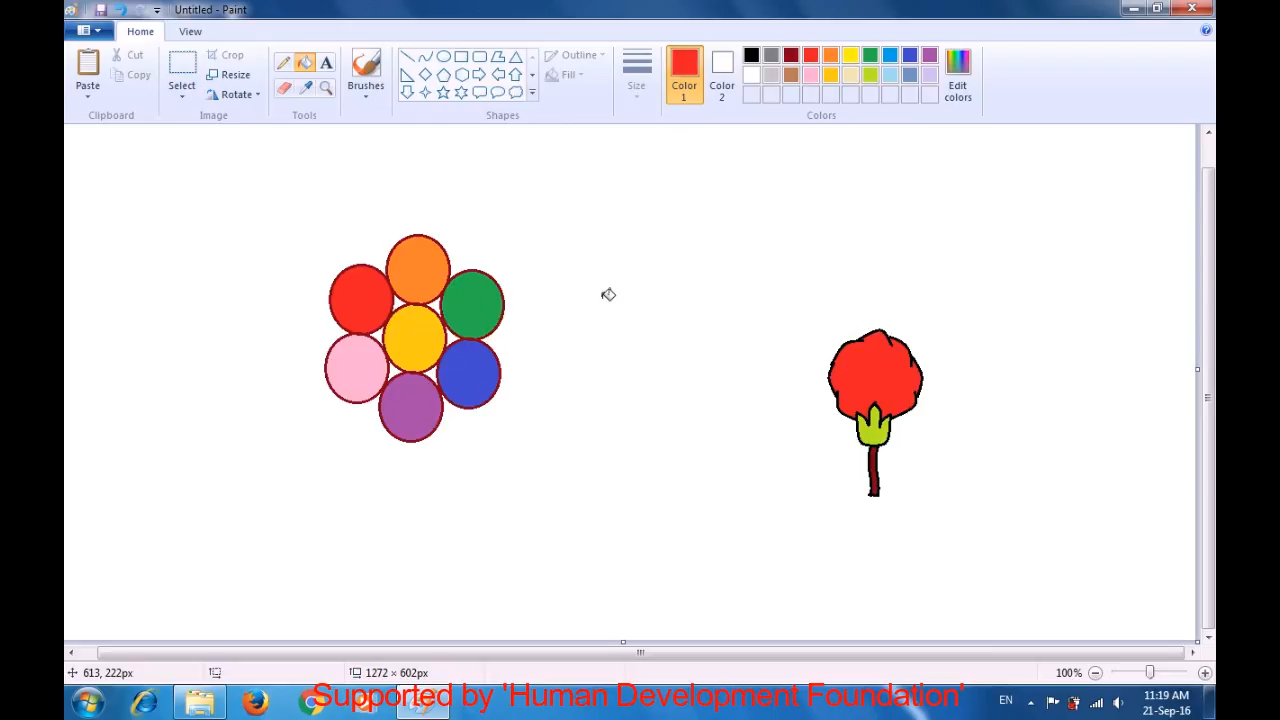 Untitled - Paint
Home
View
Paste
Cut
Copy
Clipboard
Select
Crop
Resize
Rotate
Image
A
Tools
Brushes
Shapes
Outline
Fill
Size
Color 1
Color 2
Edit colors
Colors
613, 222px
1272 × 602px
100%
EN
11:19 AM
21-Sep-16
Supported by 'Human Development Foundation'